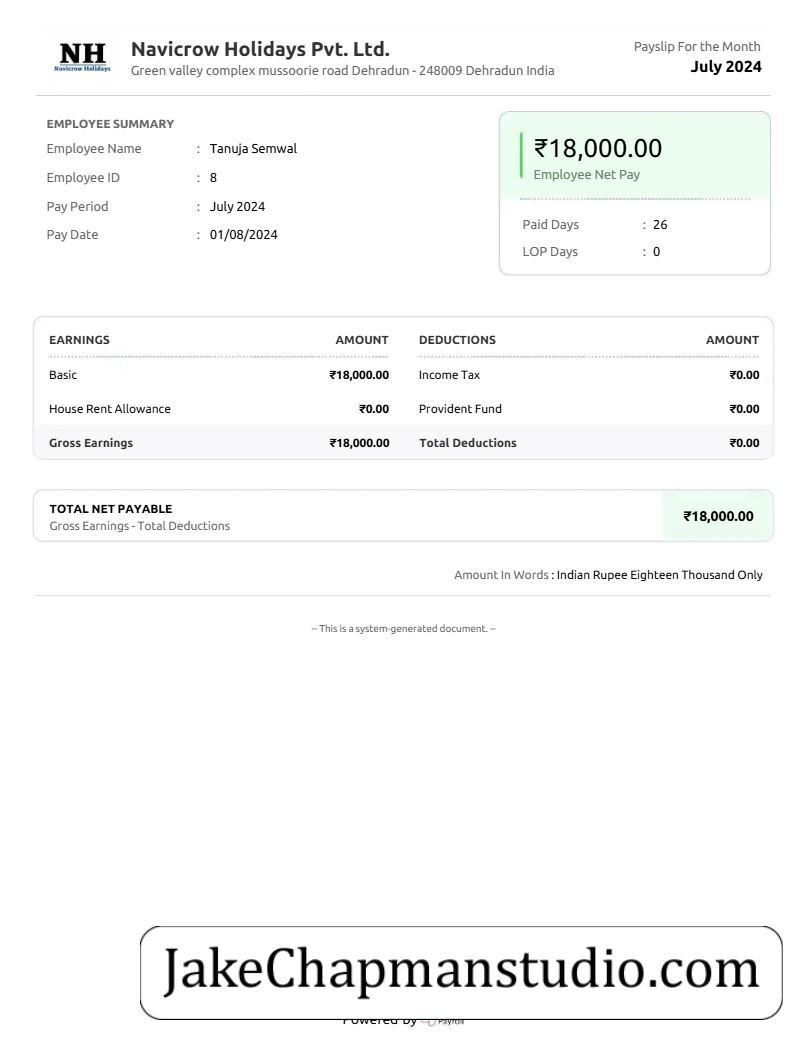 NH
Navicrow Holidays
Navicrow Holidays Pvt. Ltd.
Green valley complex mussoorie road Dehradun - 248009 Dehradun India
Payslip For the Month
July 2024
EMPLOYEE SUMMARY
Employee Name : Tanuja Semwal
Employee ID : 8
Pay Period : July 2024
Pay Date : 01/08/2024
₹18,000.00
Employee Net Pay
Paid Days : 26
LOP Days : 0
EARNINGS AMOUNT DEDUCTIONS AMOUNT
Basic ₹18,000.00 Income Tax ₹0.00
House Rent Allowance ₹0.00 Provident Fund ₹0.00
Gross Earnings ₹18,000.00 Total Deductions ₹0.00
TOTAL NET PAYABLE
Gross Earnings - Total Deductions
₹18,000.00
Amount In Words : Indian Rupee Eighteen Thousand Only
-- This is a system-generated document. --
JakeChapmanstudio.com
Powered by Payroll